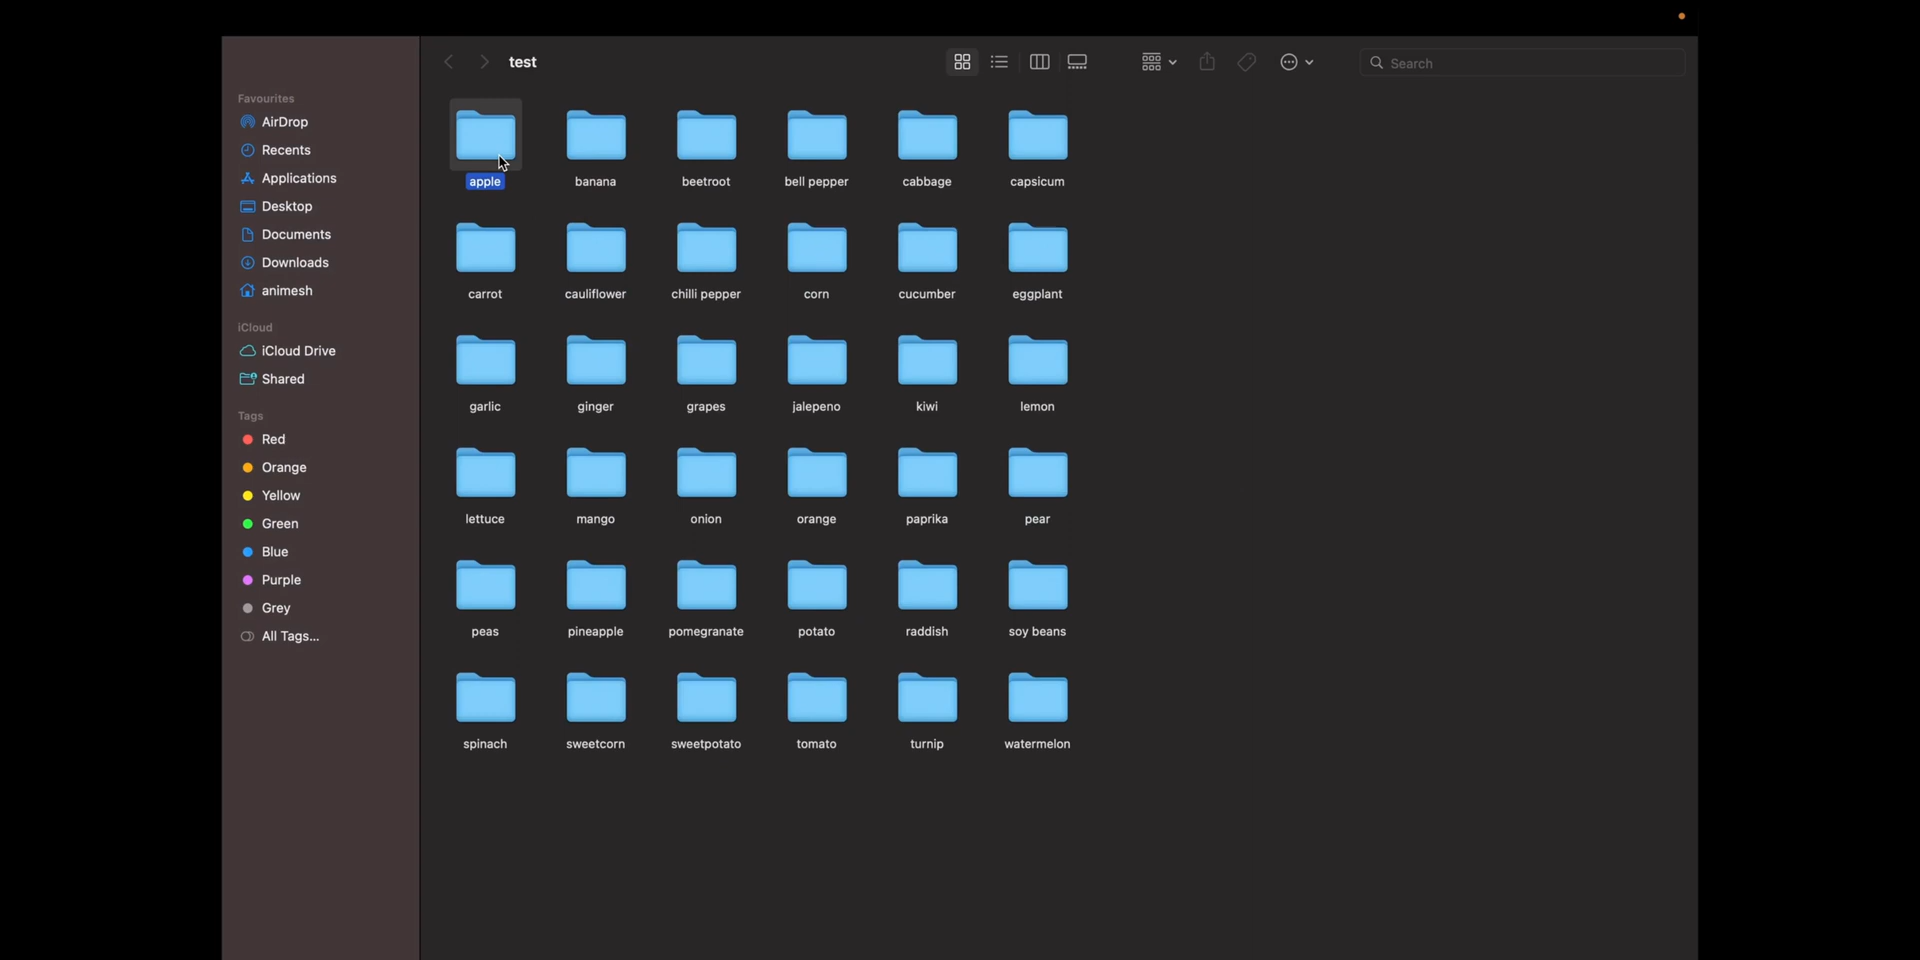 test
Search
Favourites
AirDrop
Recents
Applications
Desktop
Documents
Downloads
animesh
iCloud
iCloud Drive
Shared
Tags
Red
Orange
Yellow
Green
Blue
Purple
Grey
All Tags...
apple banana beetroot bell pepper cabbage capsicum
carrot cauliflower chilli pepper corn cucumber eggplant
garlic ginger grapes jalepeno kiwi lemon
lettuce mango onion orange paprika pear
peas pineapple pomegranate potato raddish soy beans
spinach sweetcorn sweetpotato tomato turnip watermelon